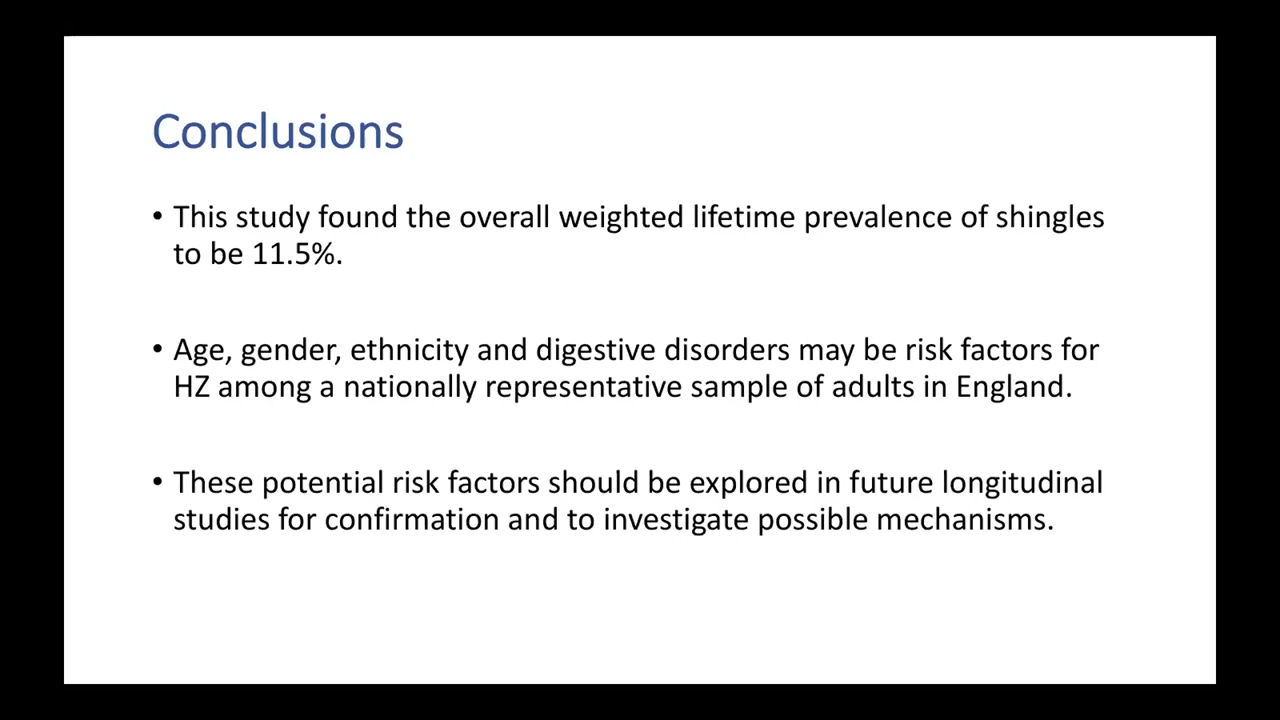 Conclusions
• This study found the overall weighted lifetime prevalence of shingles
to be 11.5%.
• Age, gender, ethnicity and digestive disorders may be risk factors for
HZ among a nationally representative sample of adults in England.
• These potential risk factors should be explored in future longitudinal
studies for confirmation and to investigate possible mechanisms.